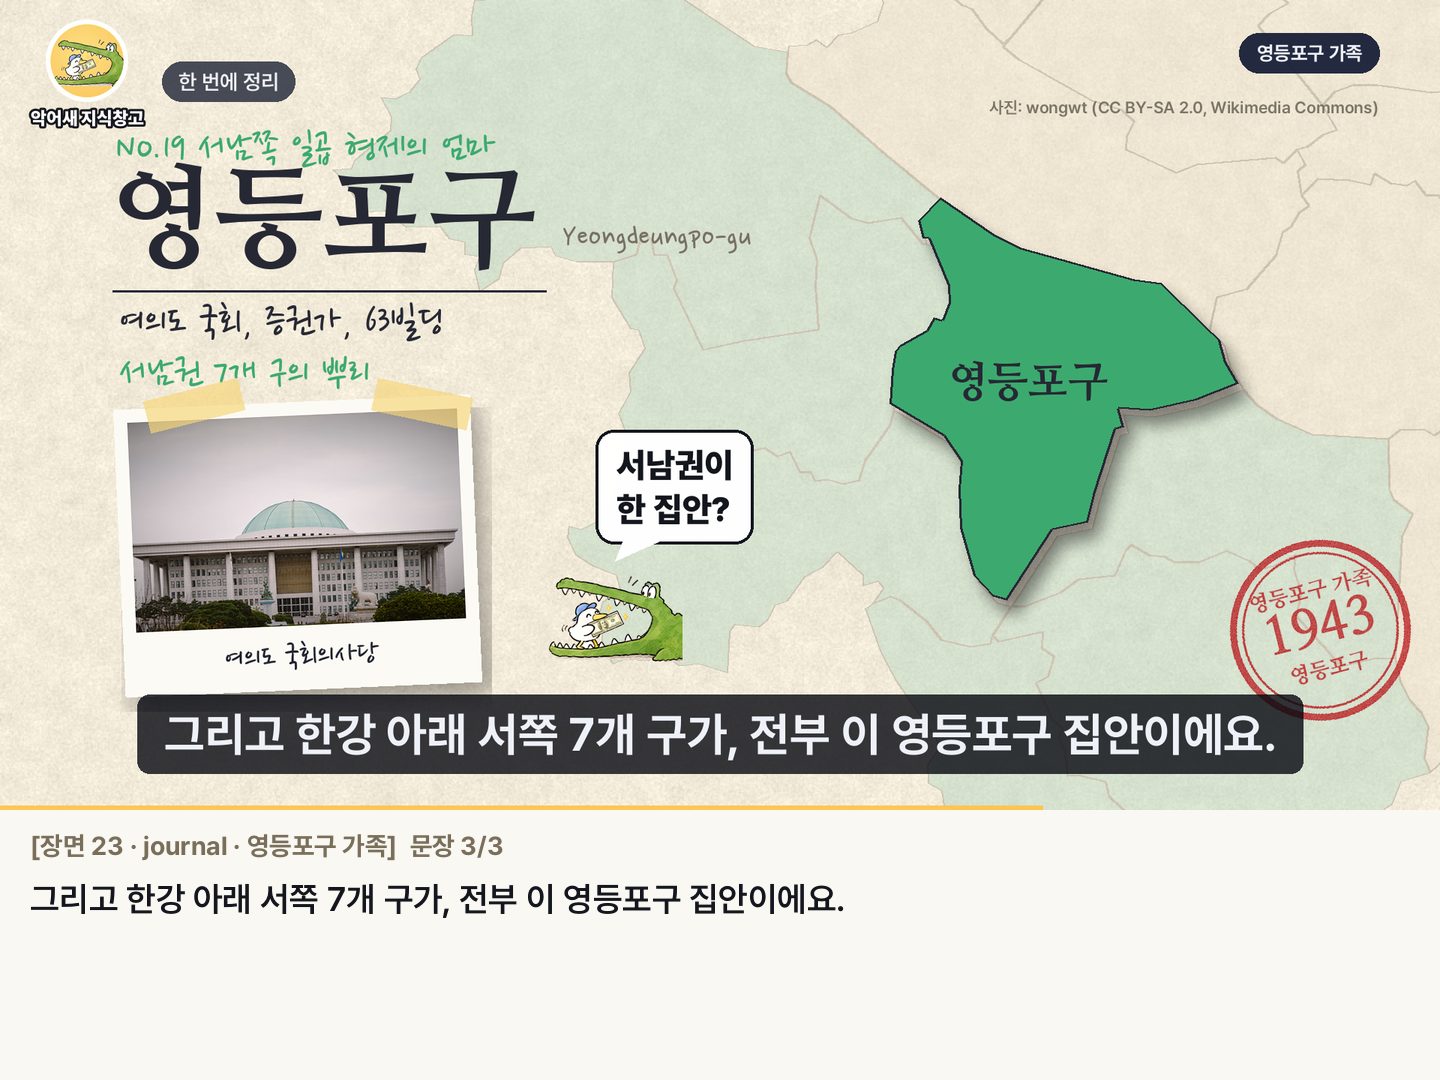 악어새 지식창고
한 번에 정리
영등포구 가족
사진: wongwt (CC BY-SA 2.0, Wikimedia Commons)
No.19 서남쪽 일곱 형제의 엄마
영등포구
Yeongdeungpo-gu
여의도 국회, 증권가, 63빌딩
서남권 7개 구의 뿌리
영등포구
서남권이
한 집안?
여의도 국회의사당
영등포구 가족
1943
영등포구
그리고 한강 아래 서쪽 7개 구가, 전부 이 영등포구 집안이에요.
[장면 23 · journal · 영등포구 가족] 문장 3/3
그리고 한강 아래 서쪽 7개 구가, 전부 이 영등포구 집안이에요.